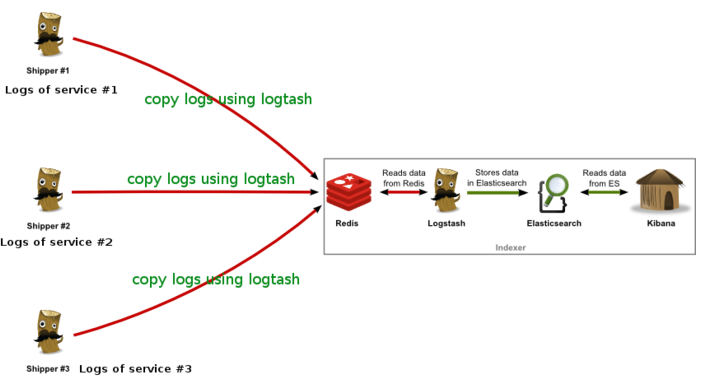 Shipper #1
Logs of service #1
copy logs using logtash
copy logs using logtash
Shipper #2
Logs of service #2
copy logs using logtash
Shipper #3 Logs of service #3
Reads data
from Redis
Stores data
in Elasticsearch
Reads data
from ES
Redis
Logstash
Elasticsearch
Kibana
Indexer